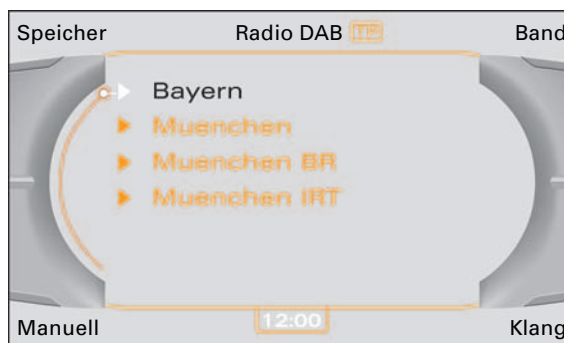 Speicher Radio DAB TP Band
Bayern
Muenchen
Muenchen BR
Muenchen IRT
12:00
Manuell Klang